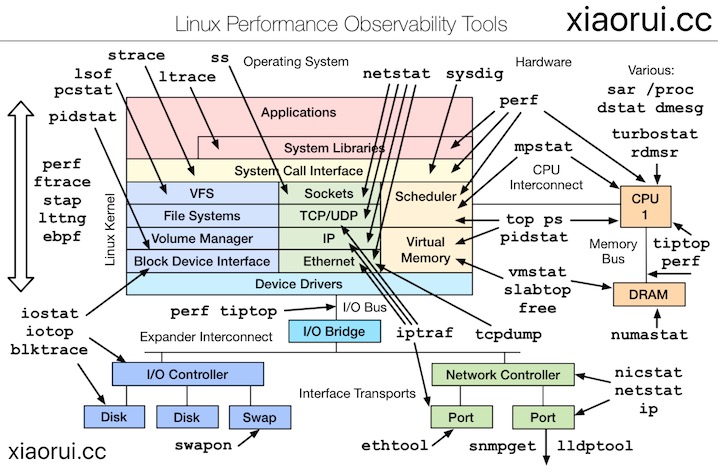 Linux Performance Observability Tools
xiaorui.cc
strace
ss
Operating System
Hardware
Various:
lsof
pcstat
ltrace
netstat
sysdig
sar /proc
dstat dmesg
pidstat
perf
Applications
turbostat
rdmsr
System Libraries
mpstat
System Call Interface
CPU
Interconnect
perf
ftrace
stap
lttng
ebpf
Linux Kernel
VFS
Sockets
Scheduler
CPU
1
File Systems
TCP/UDP
top ps
pidstat
Volume Manager
IP
Virtual
Memory
Memory
Bus
tiptop
perf
Block Device Interface
Ethernet
vmstat
slabtop
free
Device Drivers
DRAM
iostat
iotop
blktrace
perf tiptop
I/O Bus
Expander Interconnect
I/O Bridge
iptraf
tcpdump
numastat
I/O Controller
Interface Transports
Network Controller
nicstat
netstat
ip
Disk
Disk
Swap
Port
Port
swapon
ethtool
snmpget
lldptool
xiaorui.cc